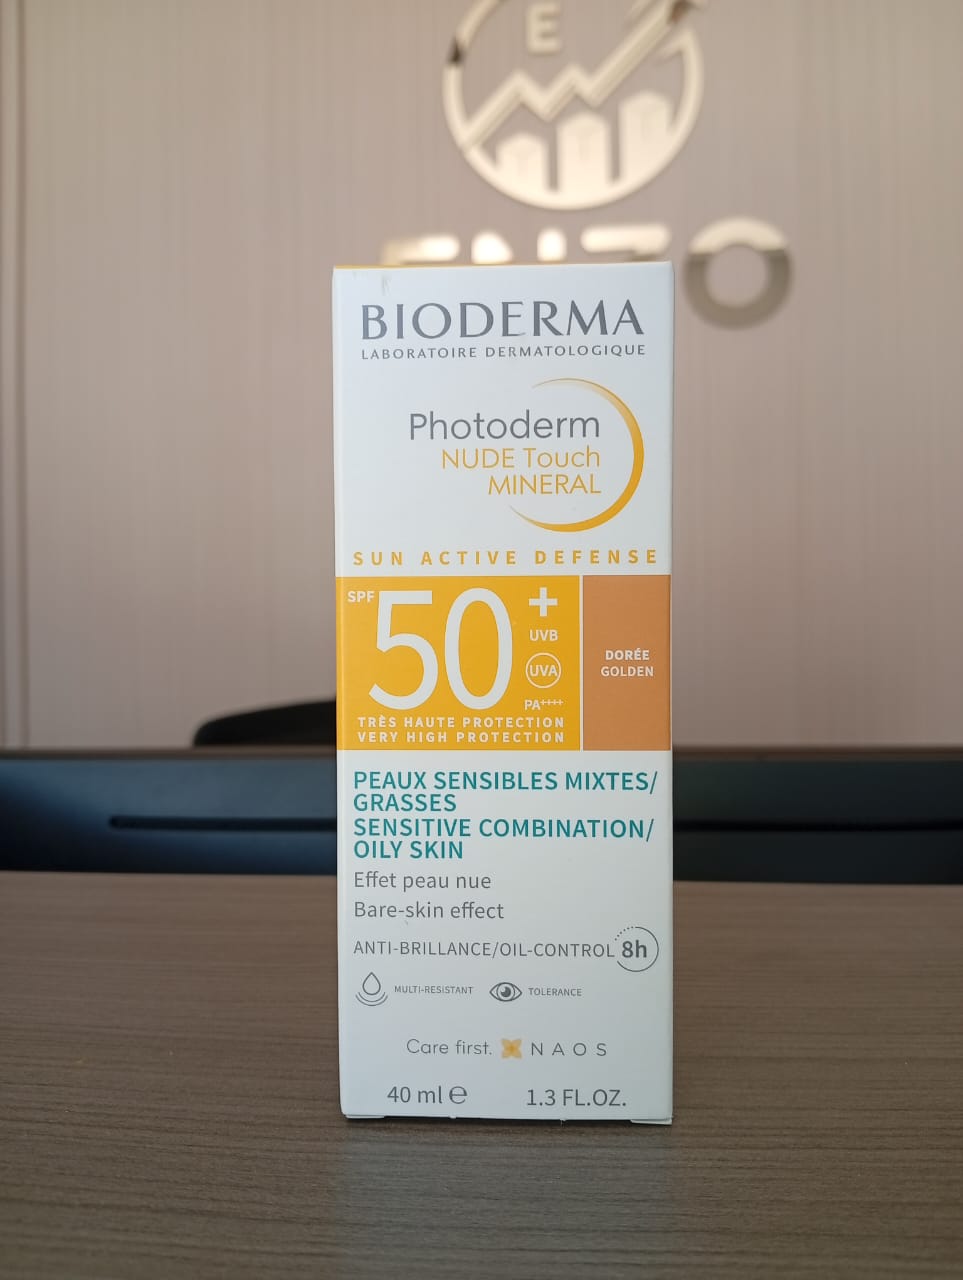 E
ENZO
BIODERMA
LABORATOIRE DERMATOLOGIQUE
Photoderm
NUDE Touch
MINERAL
SUN ACTIVE DEFENSE
SPF 50+
UVB
UVA
PA++++
TRÈS HAUTE PROTECTION
VERY HIGH PROTECTION
DORÉE
GOLDEN
PEAUX SENSIBLES MIXTES/
GRASSES
SENSITIVE COMBINATION/
OILY SKIN
Effet peau nue
Bare-skin effect
ANTI-BRILLANCE/OIL-CONTROL 8h
MULTI-RESISTANT TOLERANCE
Care first. NAOS
40 ml e 1.3 FL.OZ.